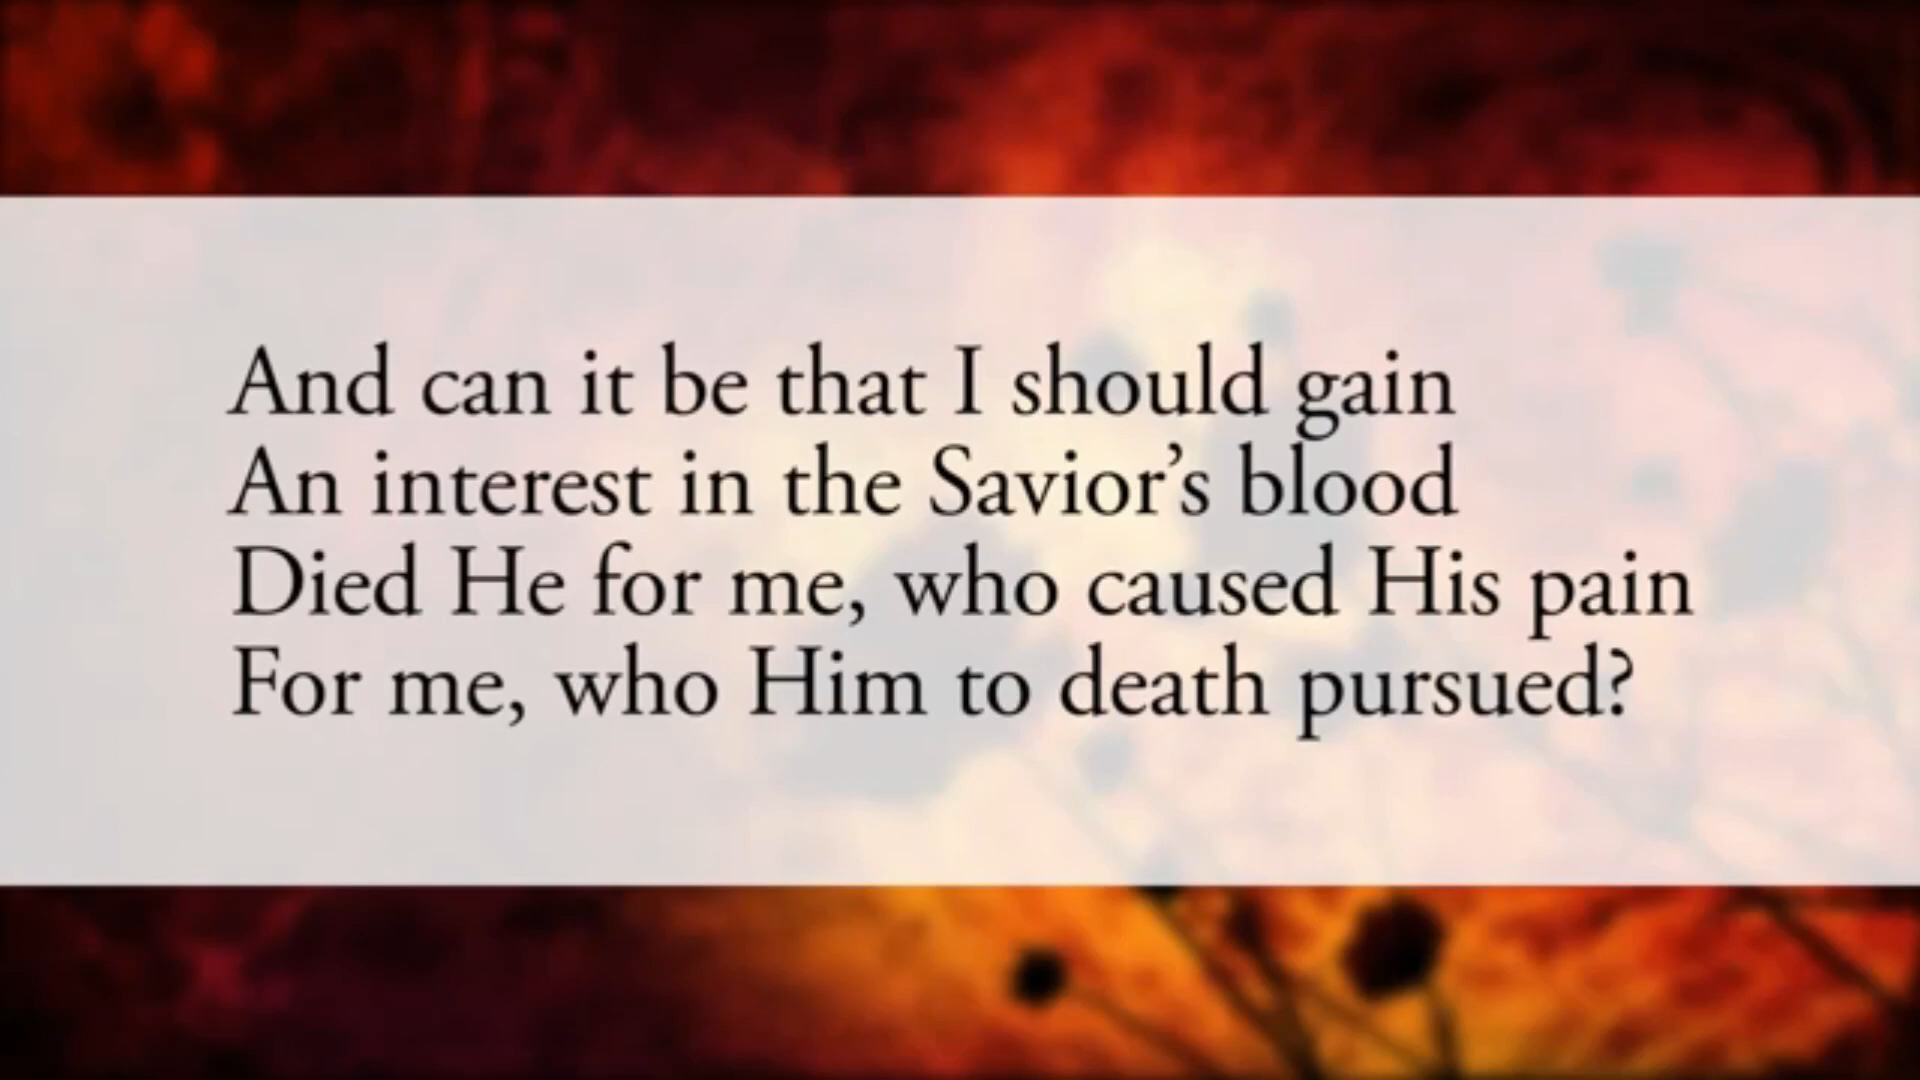 And can it be that I should gain
An interest in the Savior’s blood
Died He for me, who caused His pain
For me, who Him to death pursued?